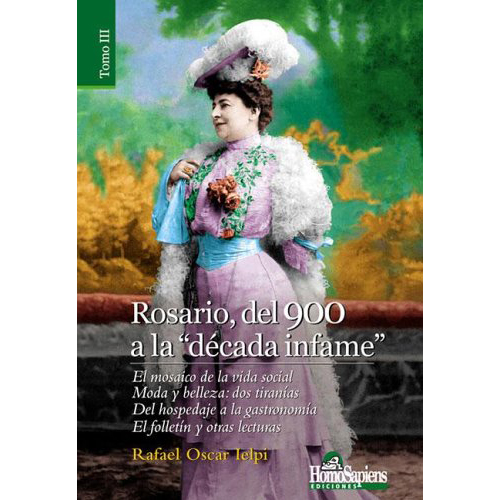 Tomo III
Rosario, del 900
a la "década infame"
El mosaico de la vida social
Moda y belleza: dos tiranías
Del hospedaje a la gastronomía
El folletín y otras lecturas
Rafael Oscar Ielpi
HomoSapiens
EDICIONES